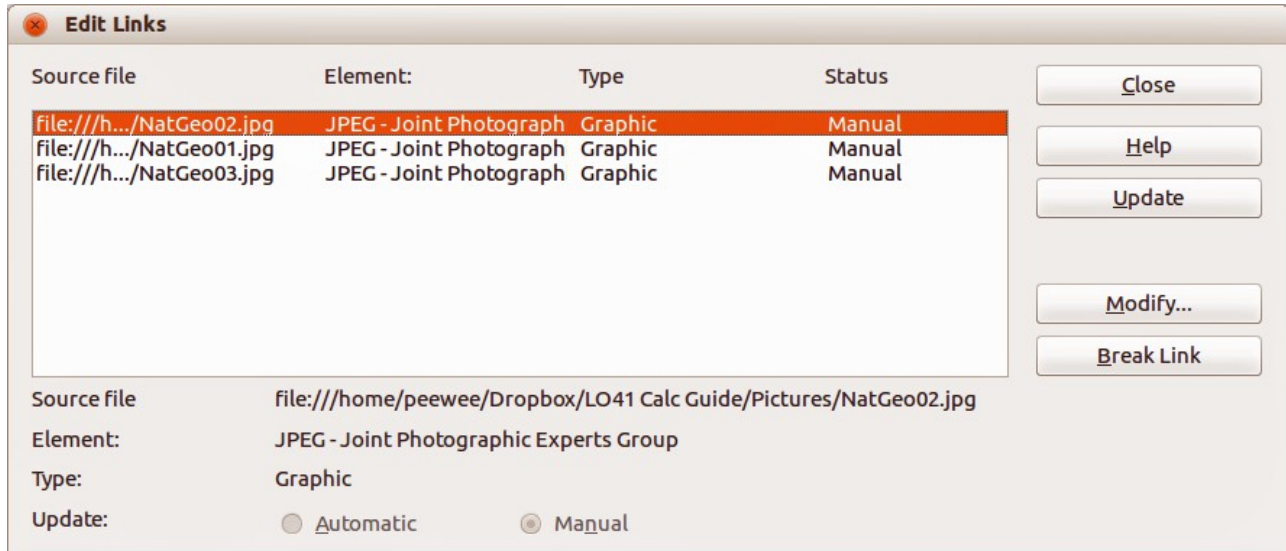 Edit Links
Source file Element: Type Status
file:///h.../NatGeo02.jpg JPEG - Joint Photograph Graphic Manual
file:///h.../NatGeo01.jpg JPEG - Joint Photograph Graphic Manual
file:///h.../NatGeo03.jpg JPEG - Joint Photograph Graphic Manual
Close
Help
Update
Modify...
Break Link
Source file file:///home/peewee/Dropbox/LO41 Calc Guide/Pictures/NatGeo02.jpg
Element: JPEG - Joint Photographic Experts Group
Type: Graphic
Update: Automatic Manual